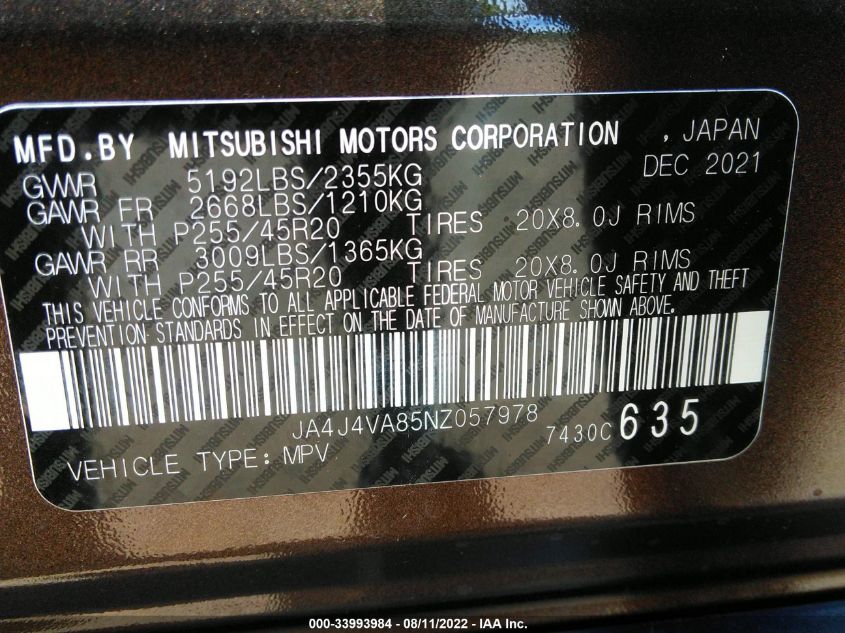 MFD.BY MITSUBISHI MOTORS CORPORATION , JAPAN
GVWR 5192LBS/2355KG DEC 2021
GAWR FR 2668LBS/1210KG
WITH P255/45R20 TIRES 20X8.0J RIMS
GAWR RR 3009LBS/1365KG
WITH P255/45R20 TIRES 20X8.0J RIMS
THIS VEHICLE CONFORMS TO ALL APPLICABLE FEDERAL MOTOR VEHICLE SAFETY AND THEFT
PREVENTION STANDARDS IN EFFECT ON THE DATE OF MANUFACTURE SHOWN ABOVE.
JA4J4VA85NZ057978 7430C 635
VEHICLE TYPE:MPV
000-33993984 - 08/11/2022 - IAA Inc.